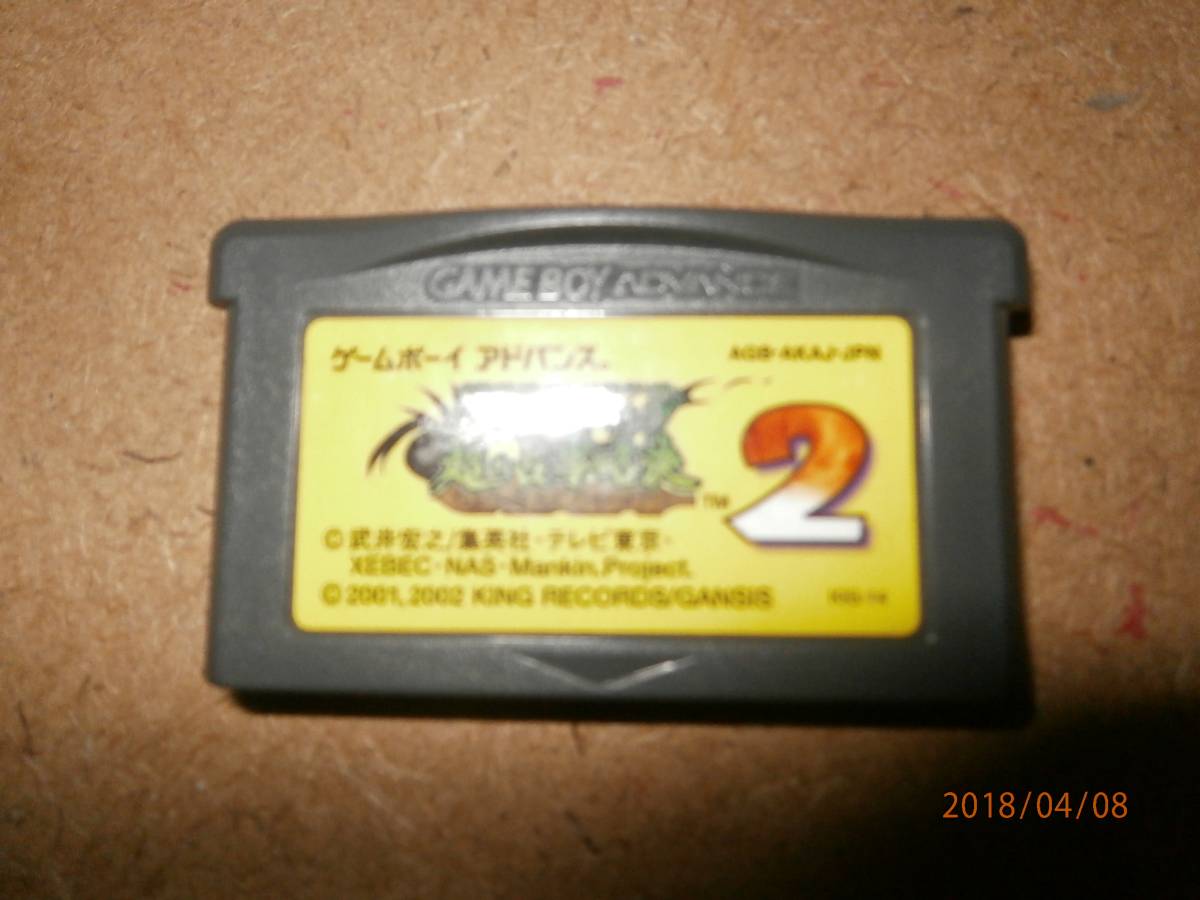 GAME BOY ADVANCE
ゲームボーイ アドバンス™
AGB-AKAJ-JPN
2
™
© 武井宏之/集英社・テレビ東京・
XEBEC・NAS・Mankin.Project.
© 2001, 2002 KING RECORDS/GANSIS
2018/04/08